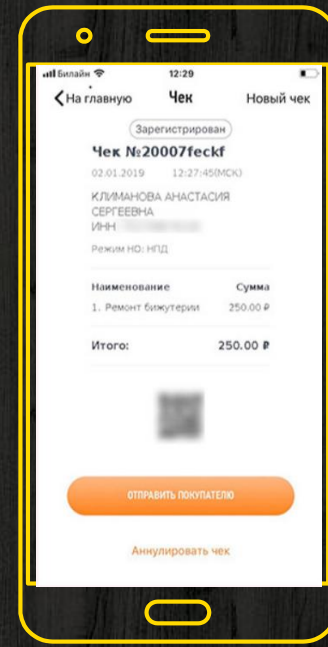 Билайн 12:29
На главную Чек Новый чек
Зарегистрирован
Чек №20007feckf
02.01.2019 12:27:45(МСК)
КЛИМАНОВА АНАСТАСИЯ
СЕРГЕЕВНА
ИНН
Режим НО: НПД
Наименование Сумма
1. Ремонт бижутерии 250.00 ₽
Итого: 250.00 ₽
ОТПРАВИТЬ ПОКУПАТЕЛЮ
Аннулировать чек